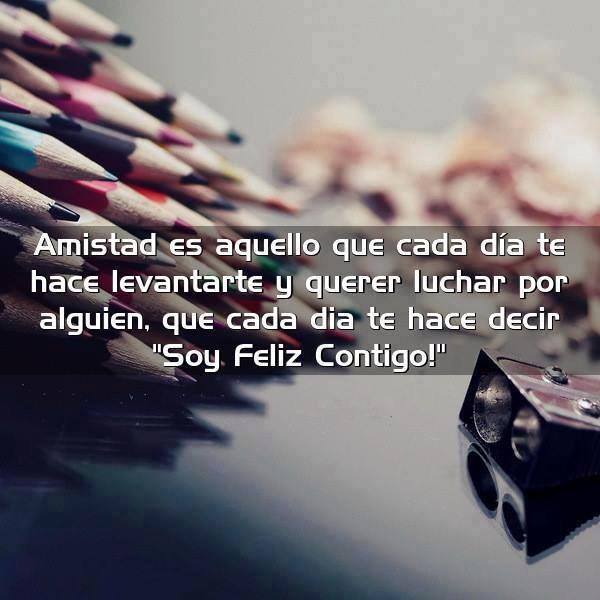 Amistad es aquello que cada día te
hace levantarte y querer luchar por
alguien, que cada dia te hace decir
"Soy Feliz Contigo!"